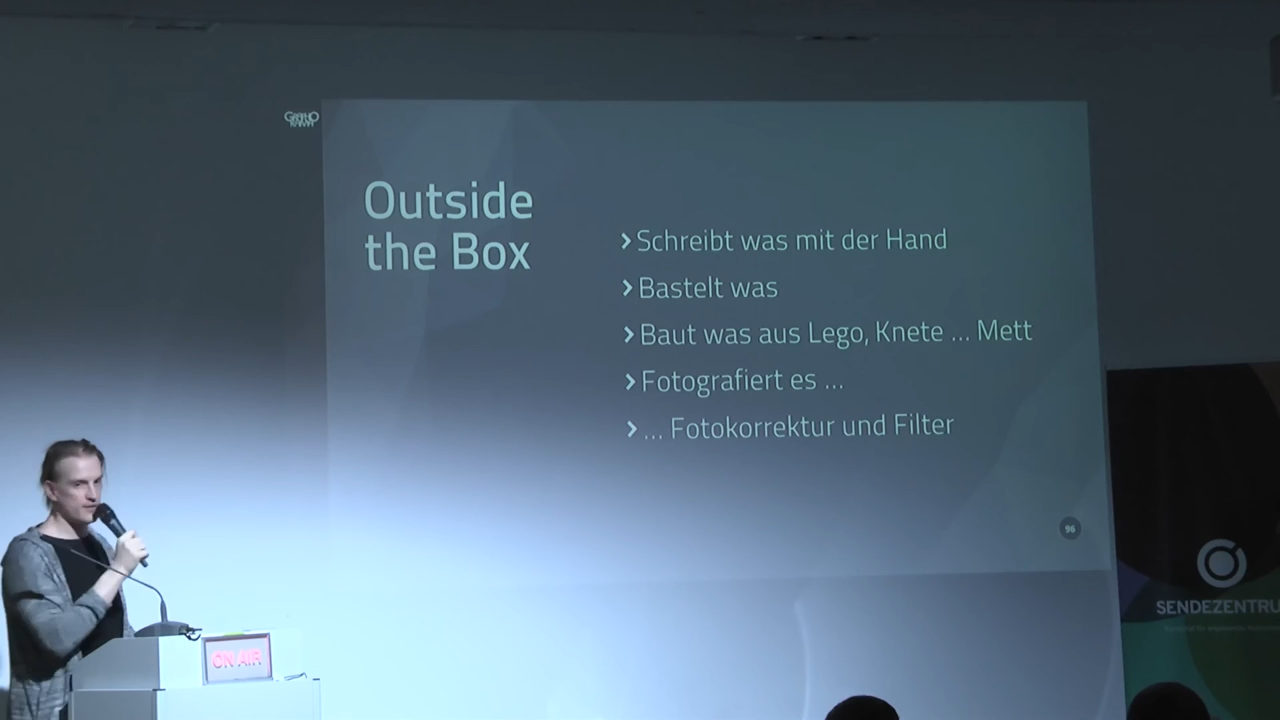 Outside
the Box
Schreibt was mit der Hand
Bastelt was
Baut was aus Lego, Knete ... Mett
Fotografiert es ...
... Fotokorrektur und Filter
96
SENDEZENTRU
ON AIR